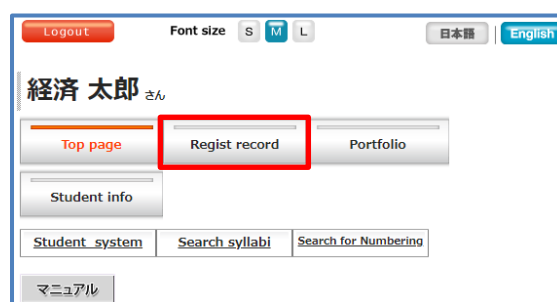 Logout Font size S M L 日本語 English
経済 太郎 さん
Top page Regist record Portfolio
Student info
Student system Search syllabi Search for Numbering
マニュアル